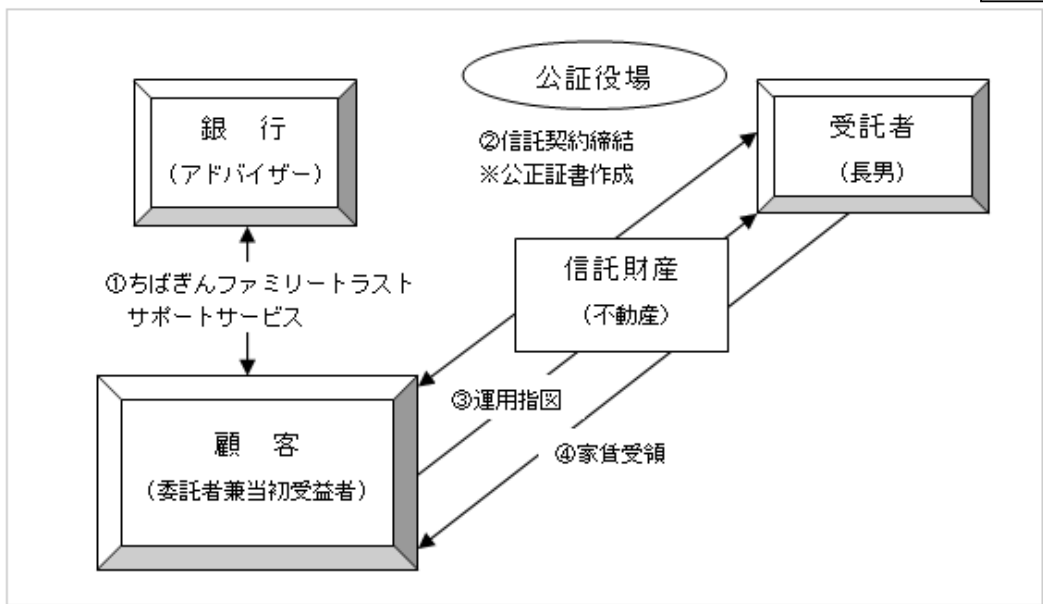 公証役場
銀 行
(アドバイザー)
受託者
(長男)
②信託契約締結
※公正証書作成
①ちばぎんファミリートラスト
サポートサービス
信託財産
(不動産)
③運用指図
④家賃受領
顧 客
(委託者兼当初受益者)